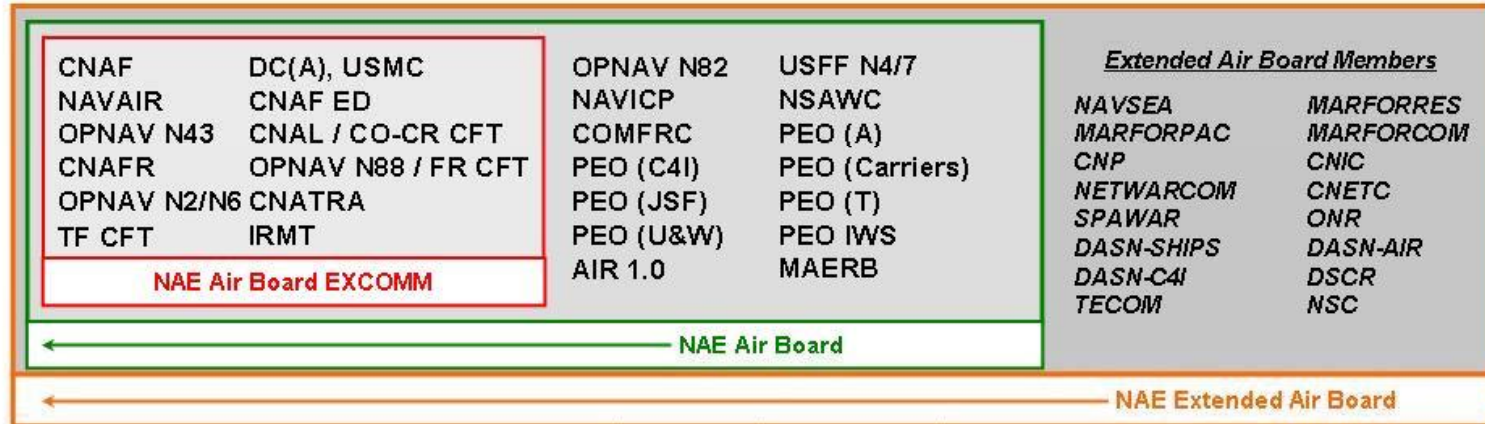 CNAF DC(A), USMC
NAVAIR CNAF ED
OPNAV N43 CNAL / CO-CR CFT
CNAFR OPNAV N88 / FR CFT
OPNAV N2/N6 CNATRA
TF CFT IRMT
NAE Air Board EXCOMM
OPNAV N82 USFF N4/7
NAVICP NSAWC
COMFRC PEO (A)
PEO (C4I) PEO (Carriers)
PEO (JSF) PEO (T)
PEO (U&W) PEO IWS
AIR 1.0 MAERB
NAE Air Board
Extended Air Board Members
NAVSEA MARFORRES
MARFORPAC MARFORCOM
CNP CNIC
NETWARCOM CNETC
SPAWAR ONR
DASN-SHIPS DASN-AIR
DASN-C4I DSCR
TECOM NSC
NAE Extended Air Board